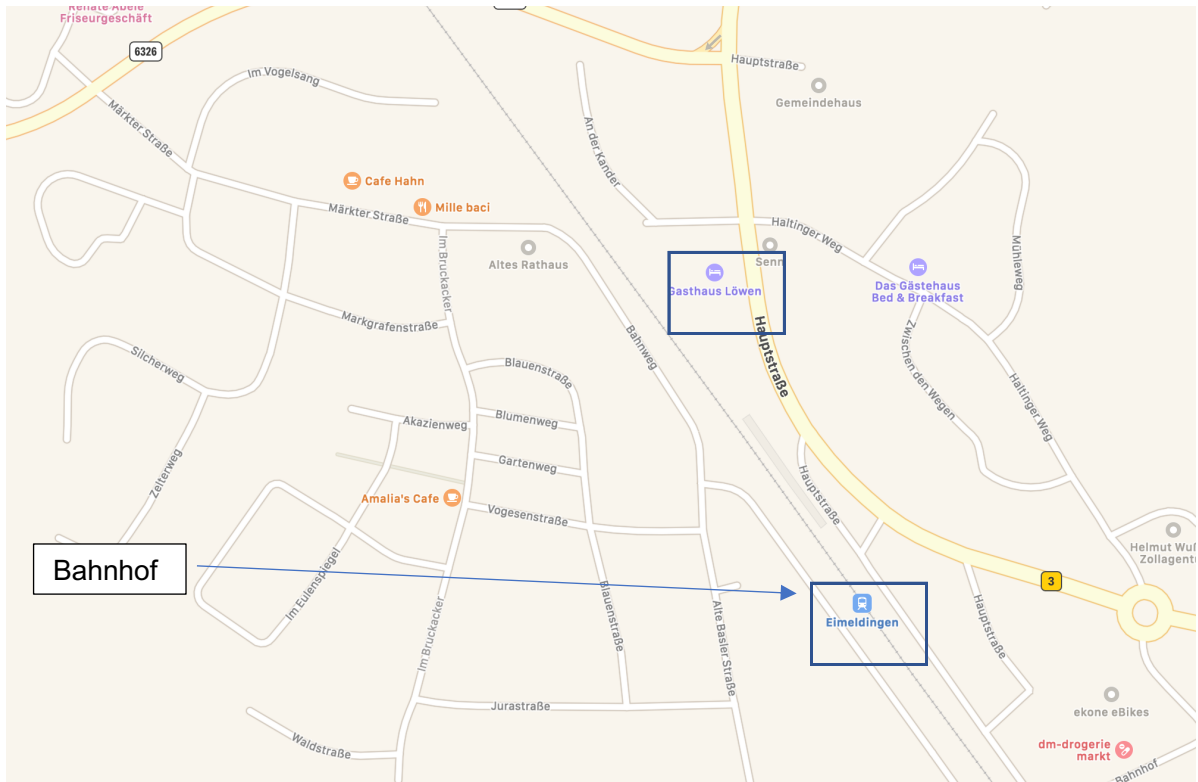 Renate Abele
Friseurgeschäft
6326
Im Vogelsang
Hauptstraße
Gemeindehaus
Märkter Straße
An der Kander
Cafe Hahn
Märkter Straße
Mille baci
Haltinger Weg
Im Bruckacker
Altes Rathaus
Senn
Mühleweg
Gasthaus Löwen
Das Gästehaus
Bed & Breakfast
Markgrafenstraße
Bahnweg
Hauptstraße
Zwischen den Wegen
Silcherweg
Blauenstraße
Haltinger Weg
Blumenweg
Akazienweg
Gartenweg
Zelterweg
Amalia's Cafe
Hauptstraße
Vogesenstraße
Helmut Wuß
Zollagentu
Bahnhof
Im Eulenspiegel
3
Eimeldingen
Blauenstraße
Alte Basler Straße
Hauptstraße
Im Bruckacker
Jurastraße
ekone eBikes
Waldstraße
dm-drogerie
markt
Bahnhof